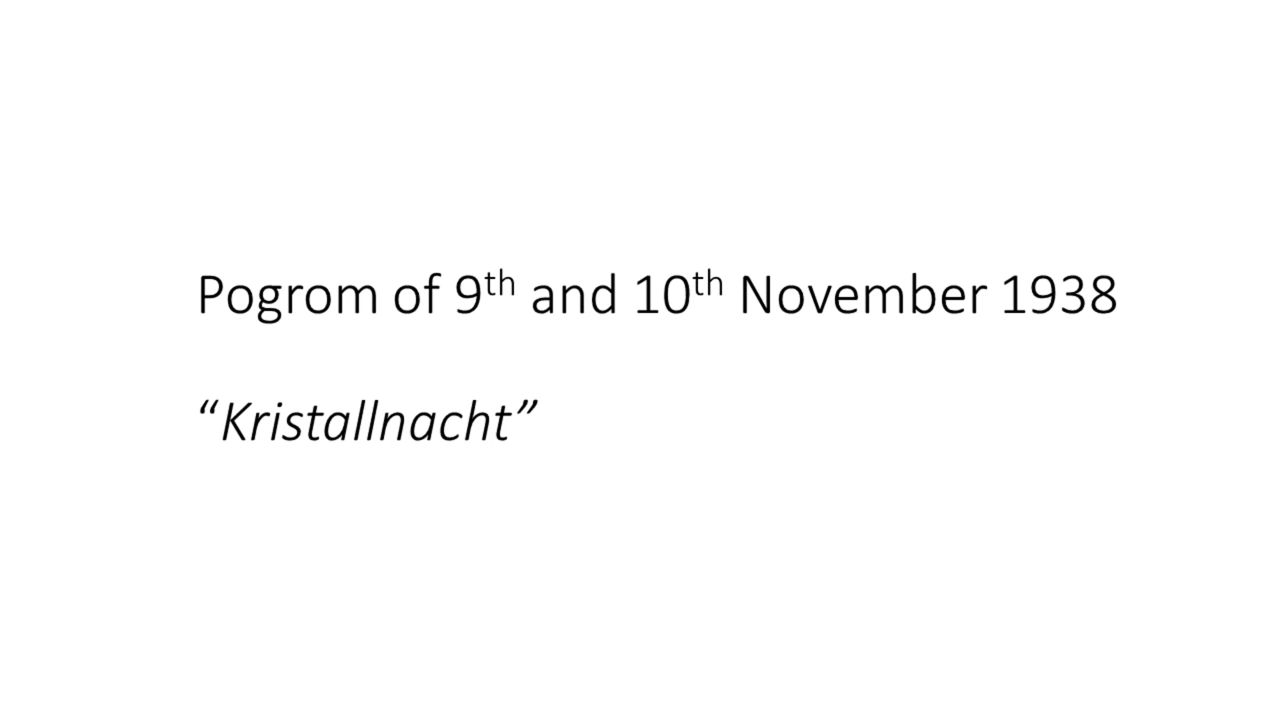 Pogrom of 9th and 10th November 1938
“Kristallnacht”